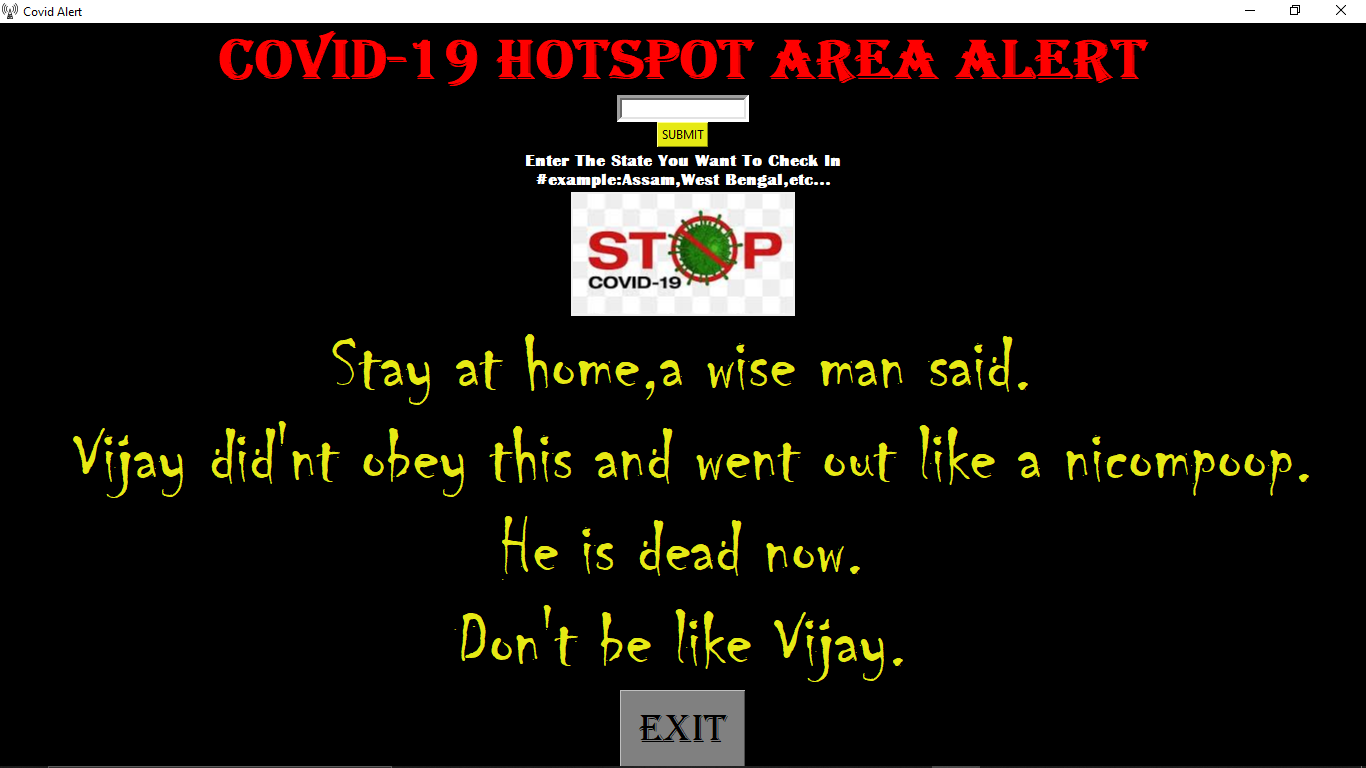 Covid Alert
COVID-19 HOTSPOT AREA ALERT
SUBMIT
Enter The State You Want To Check In
#example:Assam,West Bengal,etc...
STOP
COVID-19
Stay at home,a wise man said.
Vijay did'nt obey this and went out like a nicompoop.
He is dead now.
Don't be like Vijay.
EXIT